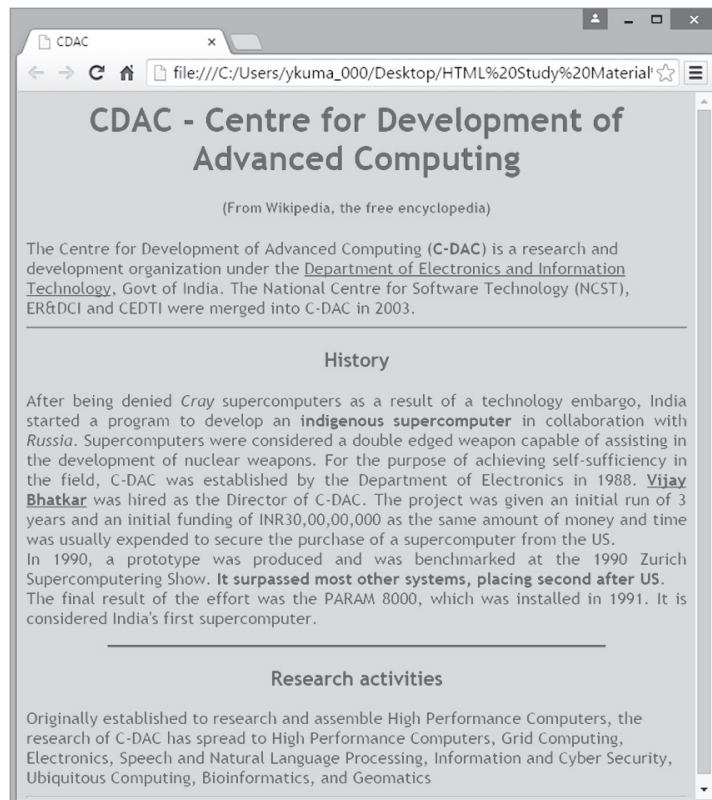 CDAC
file:///C:/Users/ykuma_000/Desktop/HTML%20Study%20Material'
CDAC - Centre for Development of
Advanced Computing
(From Wikipedia, the free encyclopedia)
The Centre for Development of Advanced Computing (C-DAC) is a research and
development organization under the Department of Electronics and Information
Technology, Govt of India. The National Centre for Software Technology (NCST),
ER&DCI and CEDTI were merged into C-DAC in 2003.
History
After being denied Cray supercomputers as a result of a technology embargo, India
started a program to develop an indigenous supercomputer in collaboration with
Russia. Supercomputers were considered a double edged weapon capable of assisting in
the development of nuclear weapons. For the purpose of achieving self-sufficiency in
the field, C-DAC was established by the Department of Electronics in 1988. Vijay
Bhatkar was hired as the Director of C-DAC. The project was given an initial run of 3
years and an initial funding of INR30,00,00,000 as the same amount of money and time
was usually expended to secure the purchase of a supercomputer from the US.
In 1990, a prototype was produced and was benchmarked at the 1990 Zurich
Supercomputering Show. It surpassed most other systems, placing second after US.
The final result of the effort was the PARAM 8000, which was installed in 1991. It is
considered India's first supercomputer.
Research activities
Originally established to research and assemble High Performance Computers, the
research of C-DAC has spread to High Performance Computers, Grid Computing,
Electronics, Speech and Natural Language Processing, Information and Cyber Security,
Ubiquitous Computing, Bioinformatics, and Geomatics